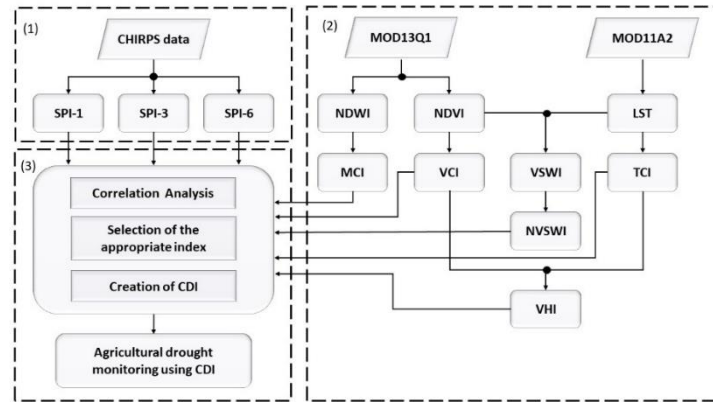 (1)
CHIRPS data
SPI-1
SPI-3
SPI-6
(2)
MOD13Q1
MOD11A2
NDWI
NDVI
LST
MCI
VCI
VSWI
TCI
NVSWI
VHI
(3)
Correlation Analysis
Selection of the
appropriate index
Creation of CDI
Agricultural drought
monitoring using CDI